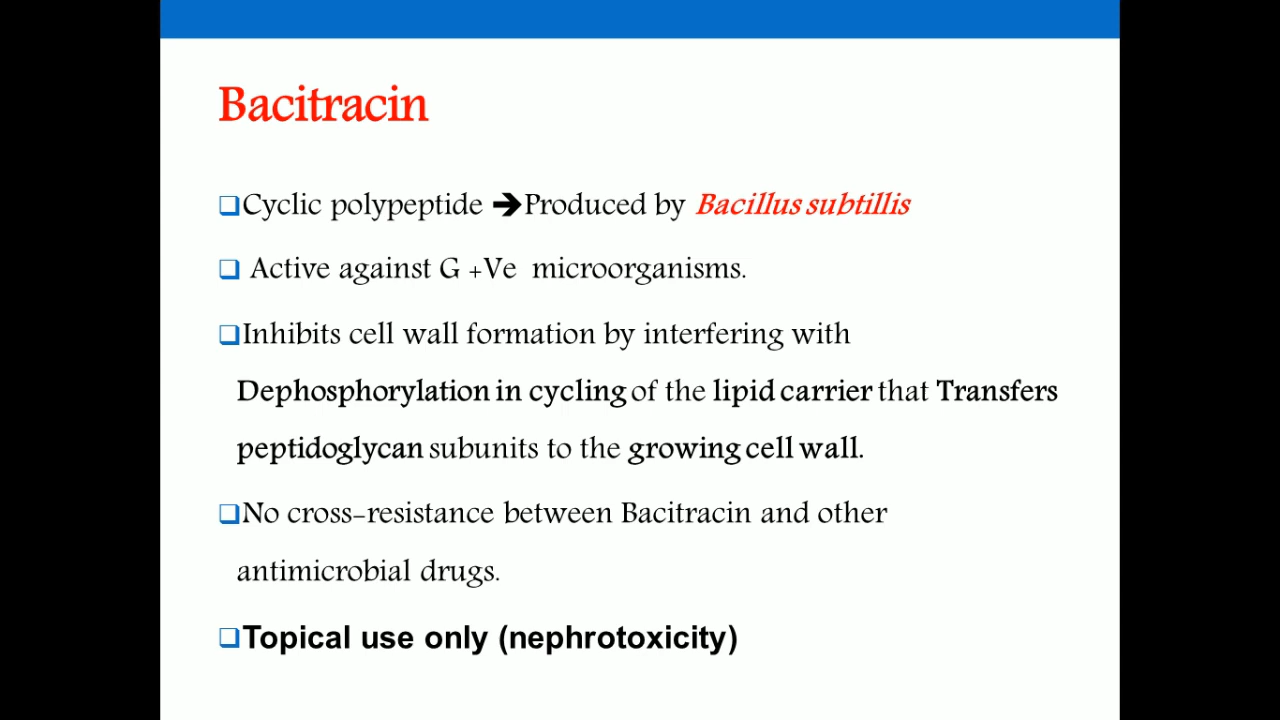 Bacitracin
❑Cyclic polypeptide ➔Produced by Bacillus subtillis
❑ Active against G +Ve microorganisms.
❑Inhibits cell wall formation by interfering with
Dephosphorylation in cycling of the lipid carrier that Transfers
peptidoglycan subunits to the growing cell wall.
❑No cross-resistance between Bacitracin and other
antimicrobial drugs.
❑Topical use only (nephrotoxicity)